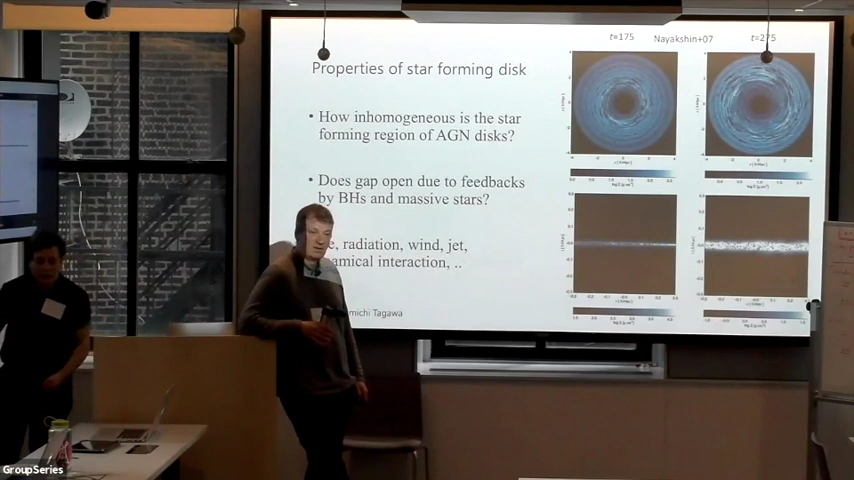 t=175
Nayakshin+07
t=275
Properties of star forming disk
• How inhomogeneous is the star
forming region of AGN disks?
• Does gap open due to feedbacks
by BHs and massive stars?
radiation, wind, jet,
interaction, ..
Tagawa
GroupSeries